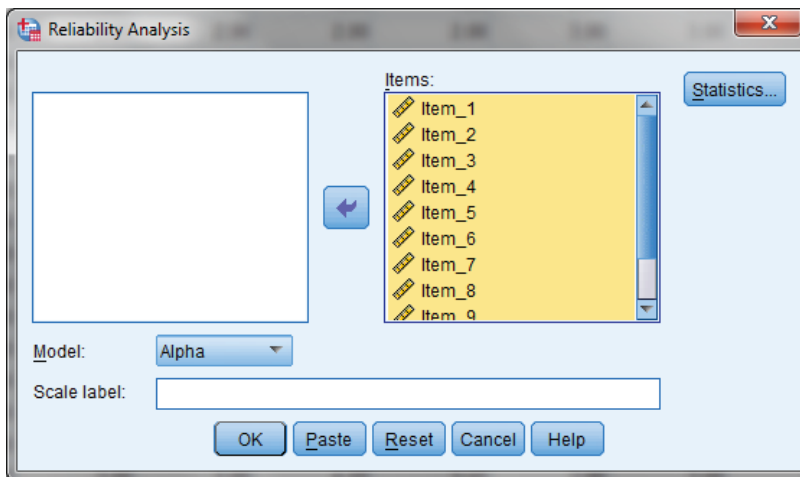 Reliability Analysis
Items:
Statistics...
Item_1
Item_2
Item_3
Item_4
Item_5
Item_6
Item_7
Item_8
Item_9
Model:
Alpha
Scale label:
OK Paste Reset Cancel Help